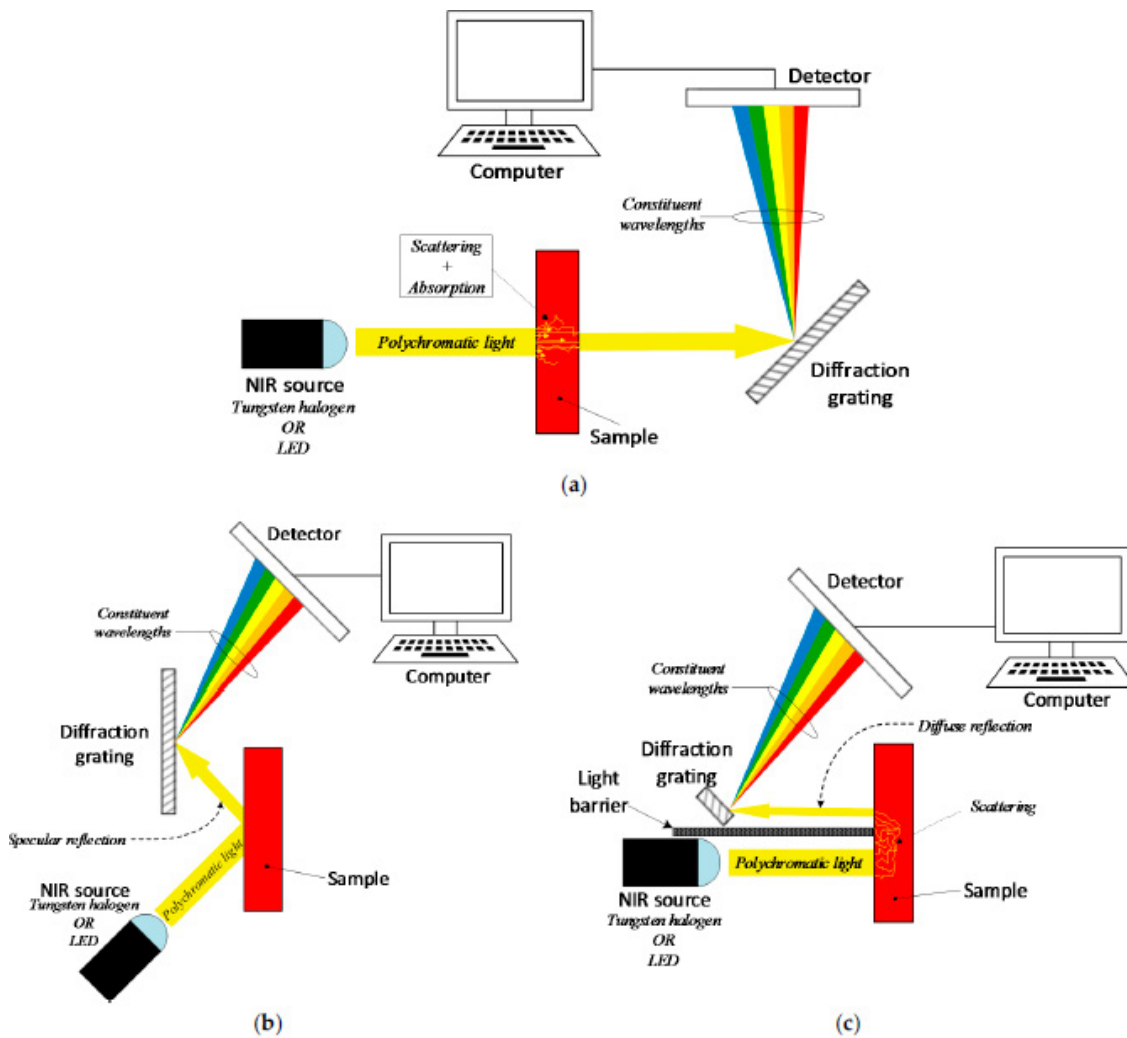 Detector
Computer
Constituent
wavelengths
Scattering
+
Absorption
Polychromatic light
NIR source
Tungsten halogen
OR
LED
Sample
Diffraction
grating
(a)
Detector
Constituent
wavelengths
Computer
Diffraction
grating
Specular reflection
Polychromatic light
Sample
NIR source
Tungsten halogen
OR
LED
(b)
Detector
Constituent
wavelengths
Computer
Diffuse reflection
Diffraction
grating
Light
barrier
Scattering
Polychromatic light
NIR source
Tungsten halogen
OR
LED
Sample
(c)